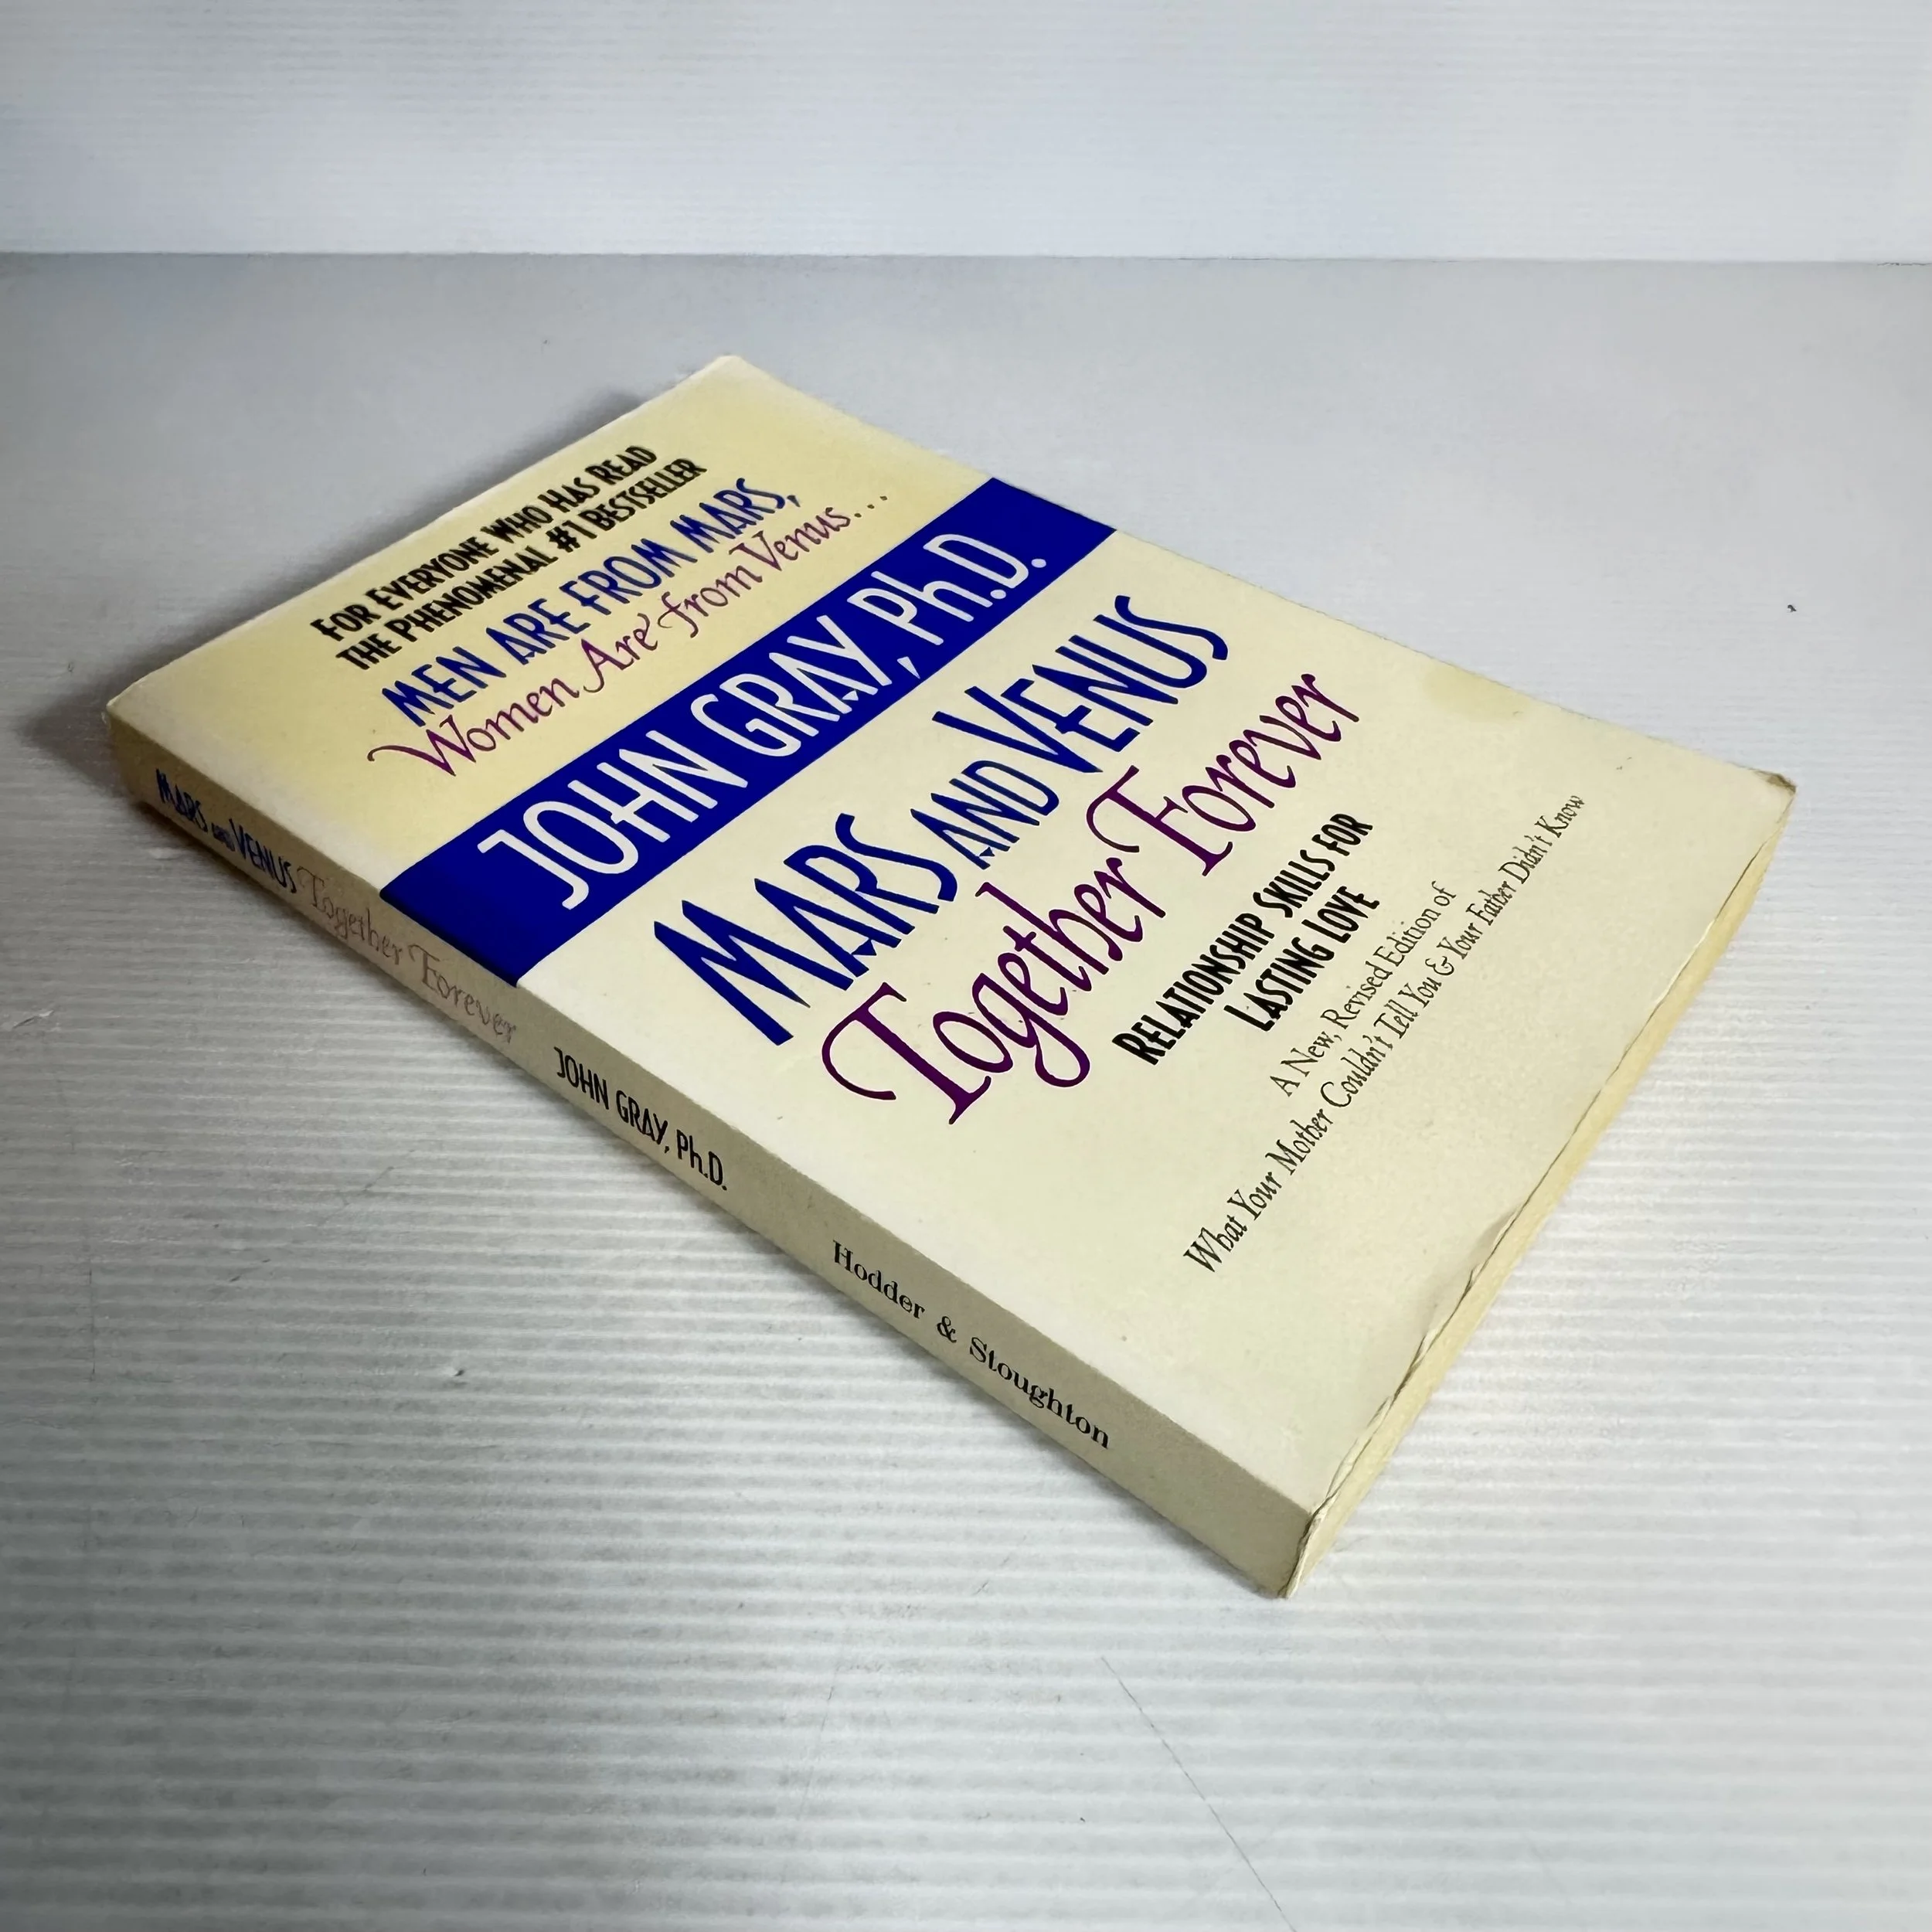 FOR EVERYONE WHO HAS READ
THE PHENOMENAL #1 BESTSELLER
MEN ARE FROM MARS,
Women Are from Venus...
JOHN GRAY, Ph.D.
MARS AND VENUS
Together Forever
RELATIONSHIP SKILLS FOR
LASTING LOVE
A New, Revised Edition of
What Your Mother Couldn't Tell You & Your Father Didn't Know
MARS AND VENUS Together Forever JOHN GRAY, Ph.D. Hodder & Stoughton